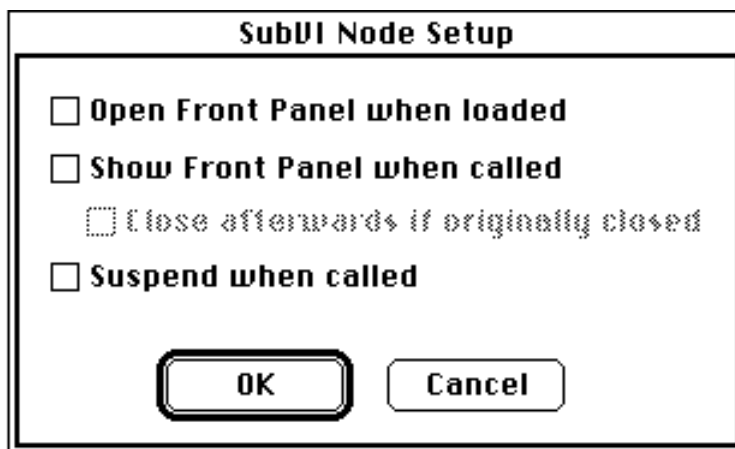 SubVI Node Setup
Open Front Panel when loaded
Show Front Panel when called
Close afterwards if originally closed
Suspend when called
OK
Cancel